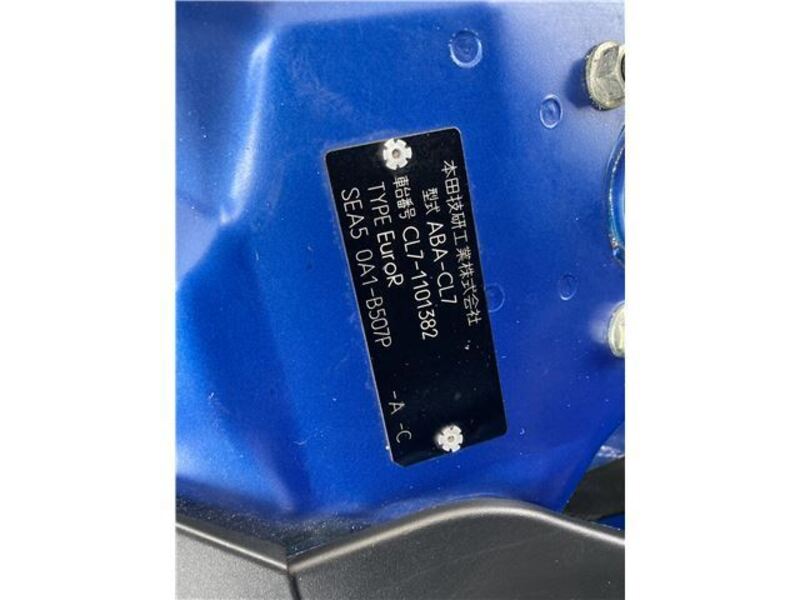 本田技研工業株式会社
型式 ABA-CL7
車台番号 CL7-1101382
TYPE EuroR
SEA5 0A1-B507P -A -C